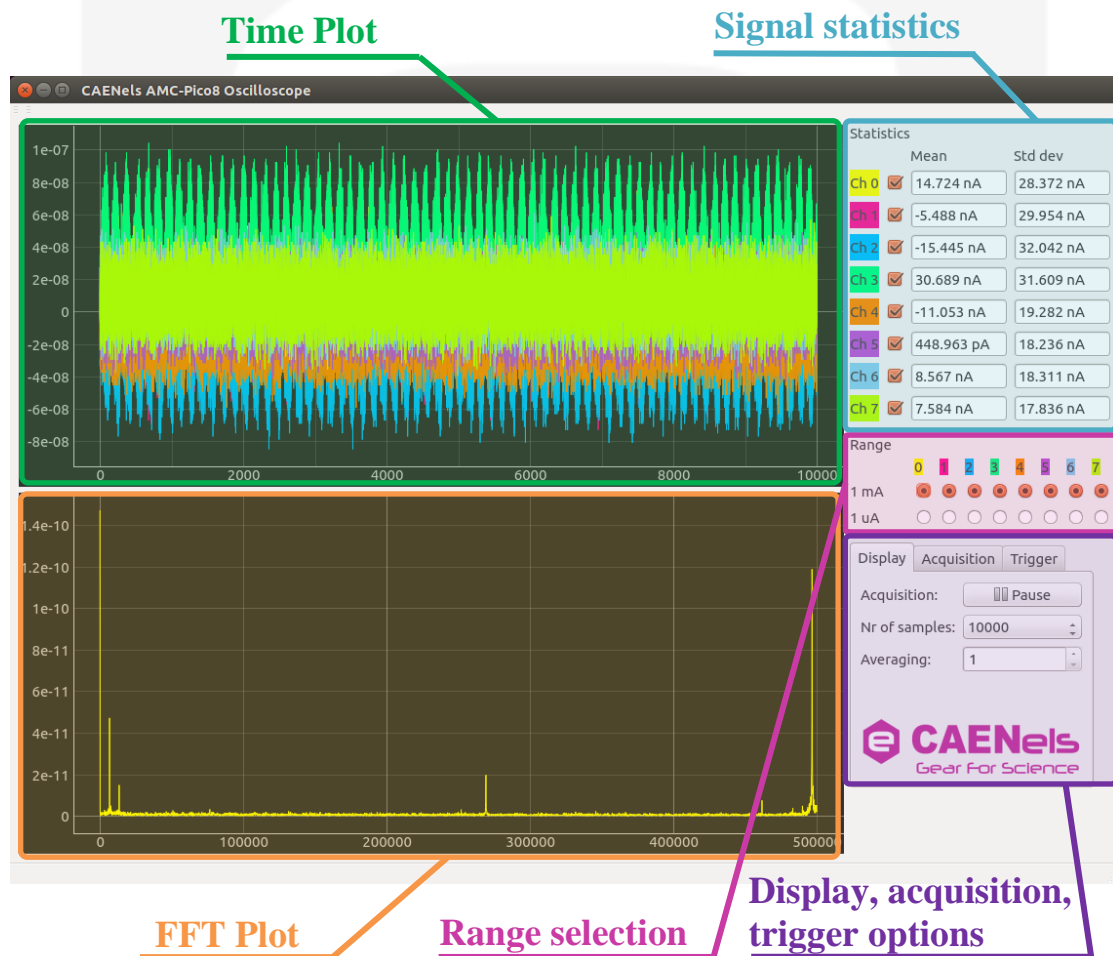 Time Plot
Signal statistics
CAENels AMC-Pico8 Oscilloscope
1e-07
8e-08
6e-08
4e-08
2e-08
0
-2e-08
-4e-08
-6e-08
-8e-08
0 2000 4000 6000 8000 10000
Statistics
Mean Std dev
Ch 0 14.724 nA 28.372 nA
Ch 1 -5.488 nA 29.954 nA
Ch 2 -15.445 nA 32.042 nA
Ch 3 30.689 nA 31.609 nA
Ch 4 -11.053 nA 19.282 nA
Ch 5 448.963 pA 18.236 nA
Ch 6 8.567 nA 18.311 nA
Ch 7 7.584 nA 17.836 nA
Range
0 1 2 3 4 5 6 7
1 mA
1 uA
1.4e-10
1.2e-10
1e-10
8e-11
6e-11
4e-11
2e-11
0
0 100000 200000 300000 400000 500000
Display Acquisition Trigger
Acquisition: Pause
Nr of samples: 10000
Averaging: 1
CAENels
Gear For Science
FFT Plot
Range selection
Display, acquisition,
trigger options